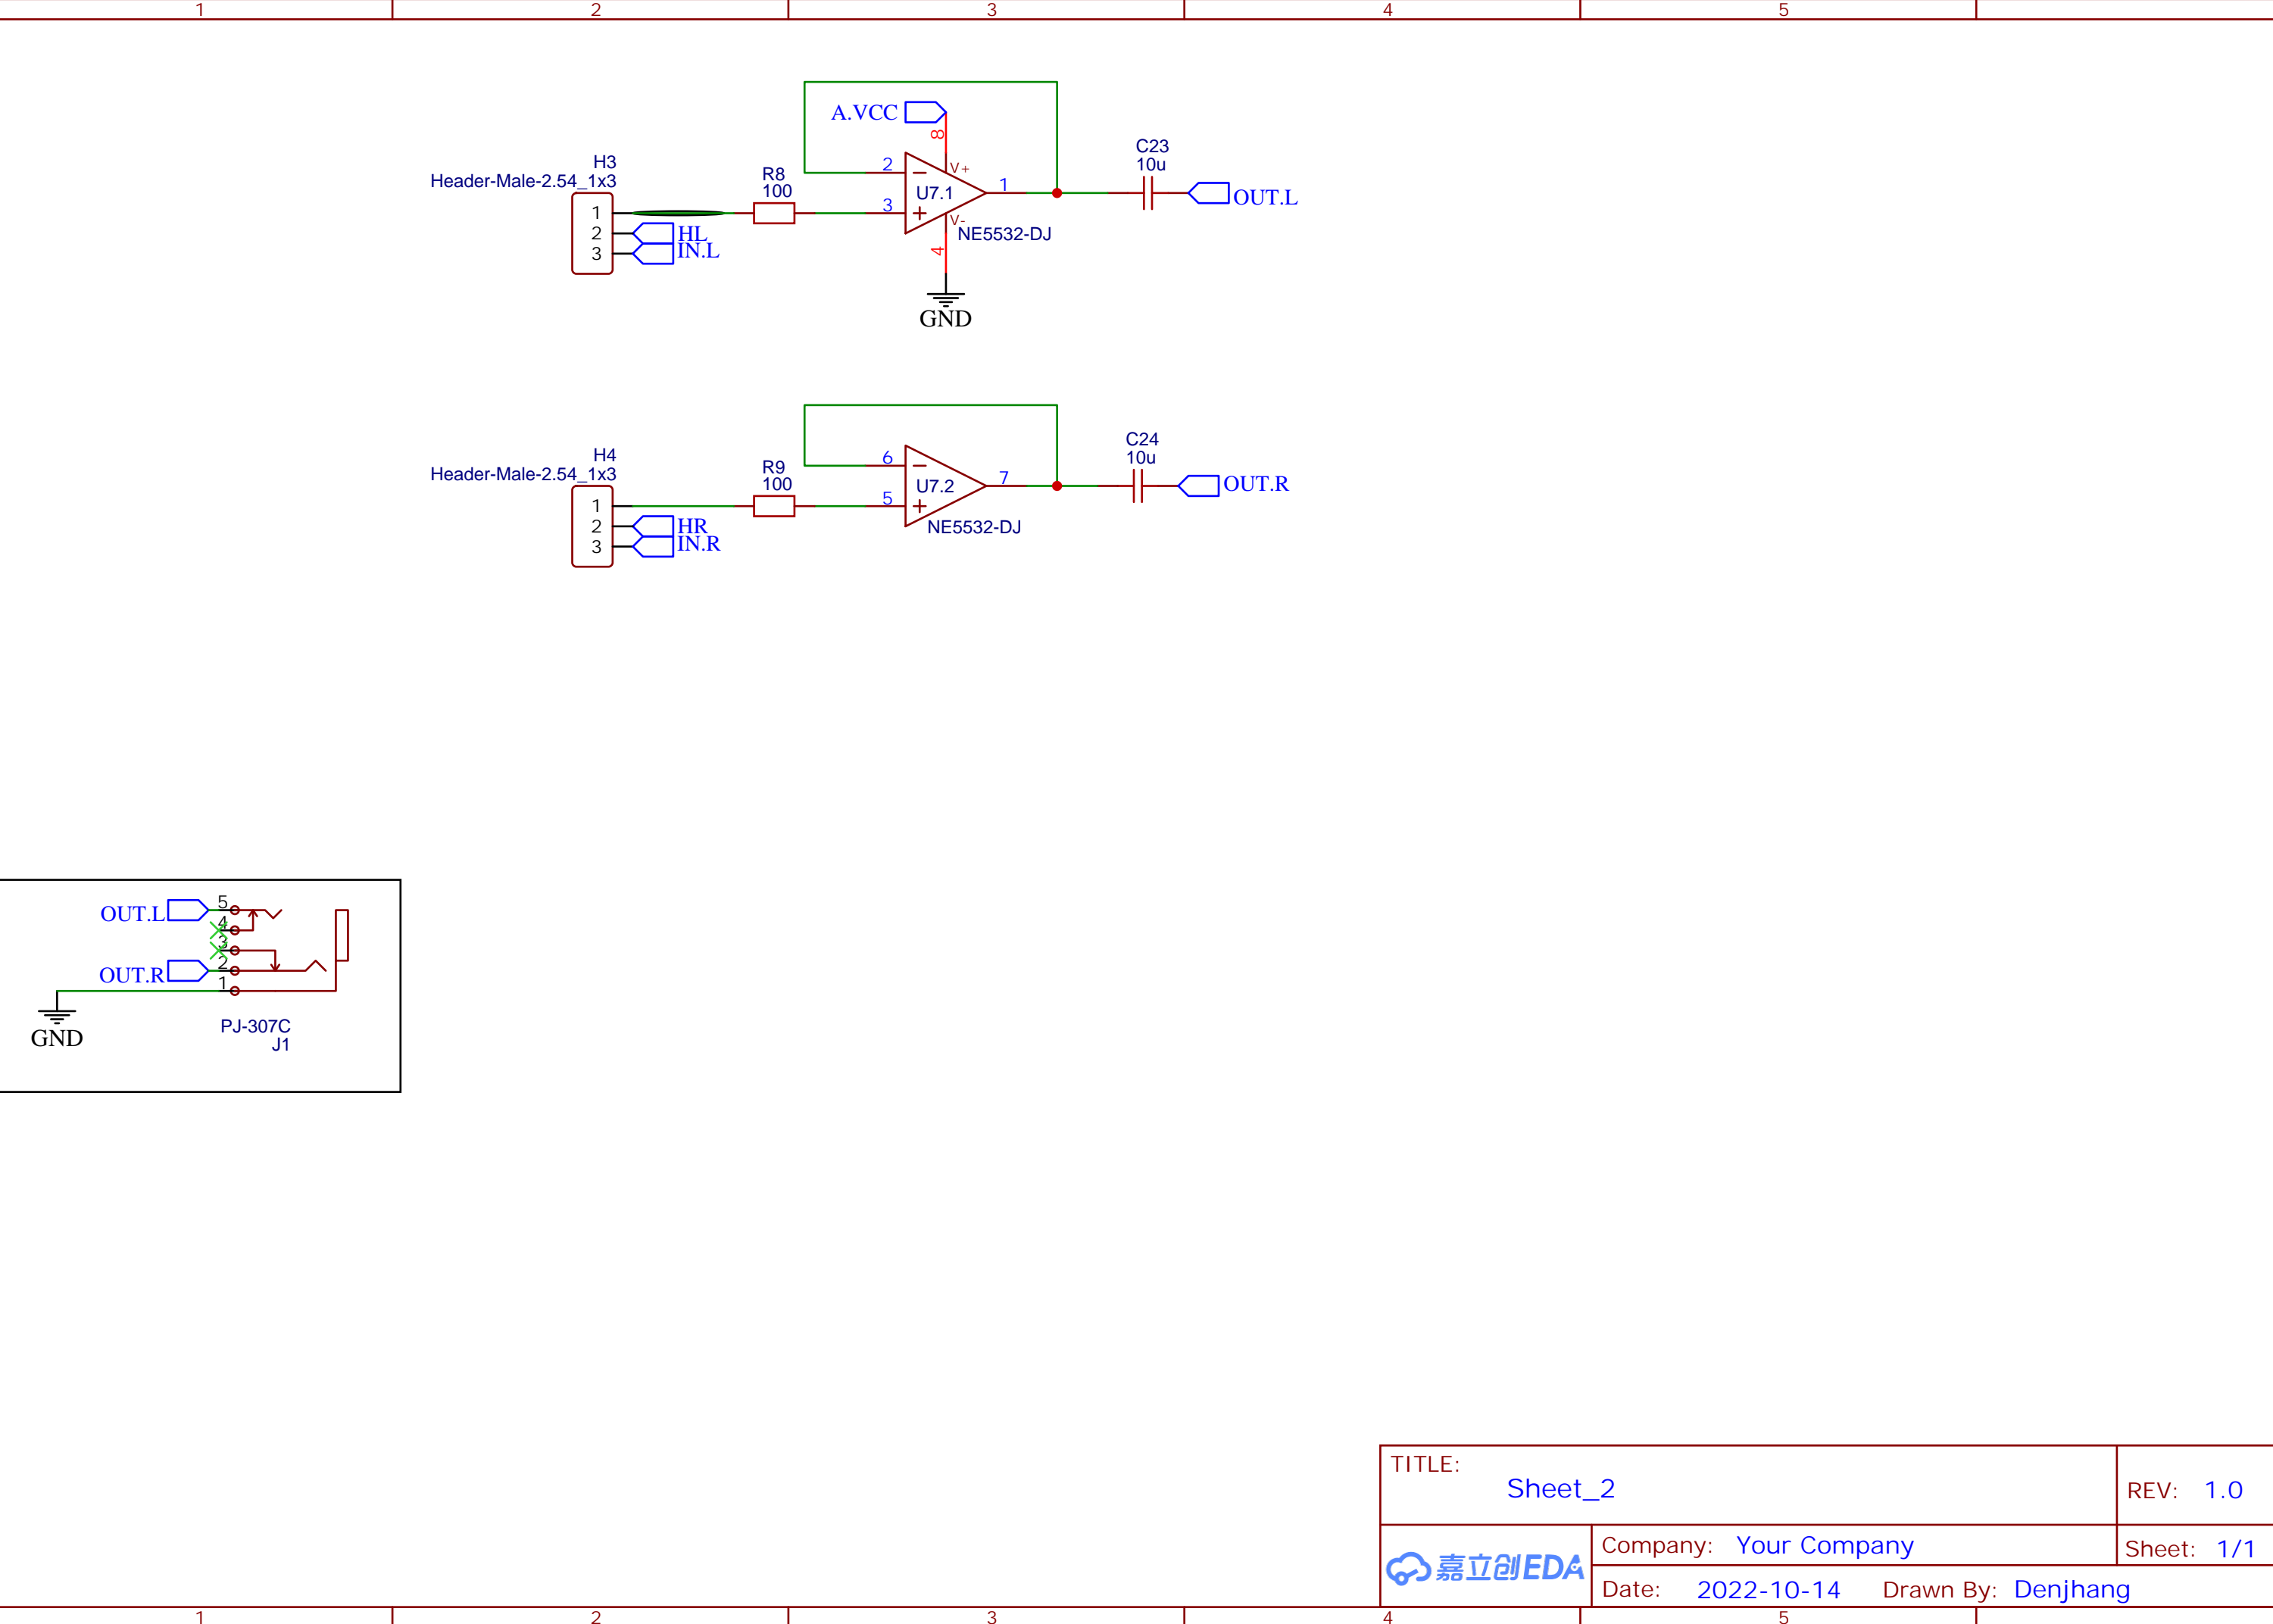 1 2 3 4 5
A.VCC
8
H3
Header-Male-2.54_1x3
1
2
3
HL
IN.L
R8
100
2
3
V+
U7.1
V-
1
4
NE5532-DJ
GND
C23
10u
OUT.L
H4
Header-Male-2.54_1x3
1
2
3
HR
IN.R
R9
100
6
5
U7.2
7
NE5532-DJ
C24
10u
OUT.R
OUT.L
5
4
3
OUT.R
2
1
GND
PJ-307C
J1
TITLE:
Sheet_2
REV: 1.0
嘉立创EDA
Company: Your Company
Sheet: 1/1
Date: 2022-10-14 Drawn By: Denjhang
1 2 3 4 5